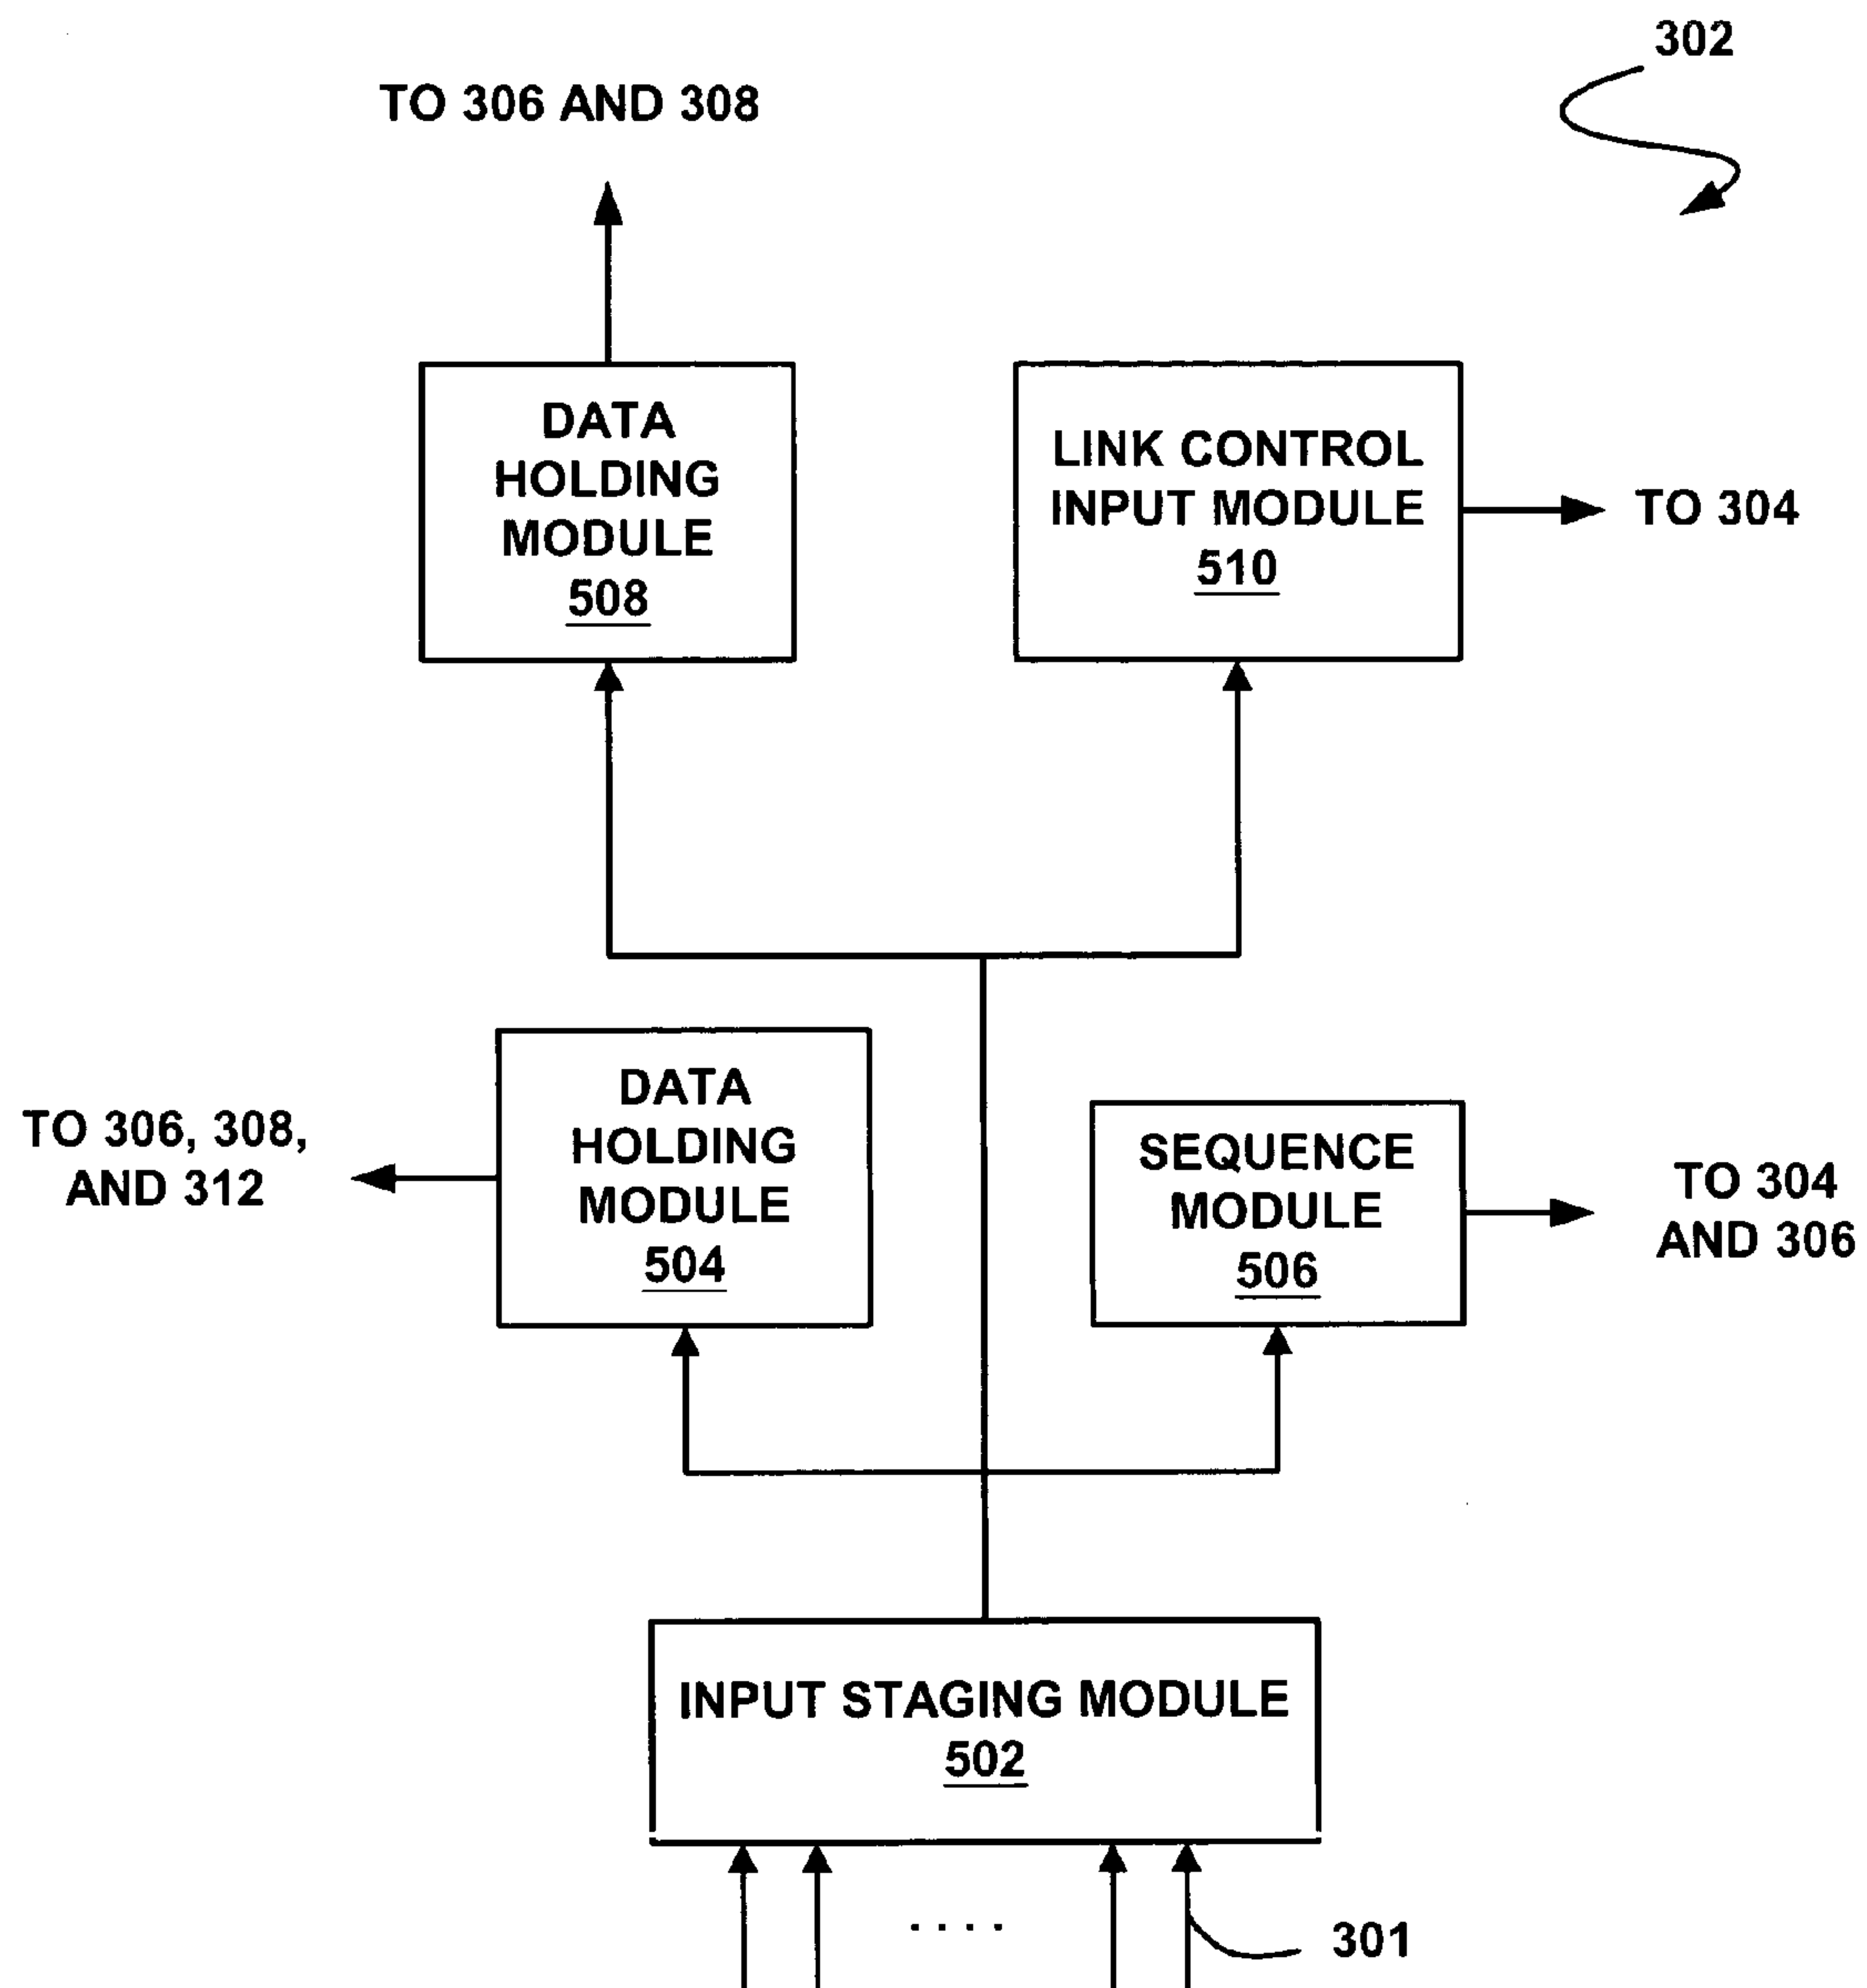 302
TO 306 AND 308
DATA
HOLDING
MODULE
508
LINK CONTROL
INPUT MODULE
510
TO 304
DATA
HOLDING
MODULE
504
TO 306, 308,
AND 312
SEQUENCE
MODULE
506
TO 304
AND 306
INPUT STAGING MODULE
502
....
301